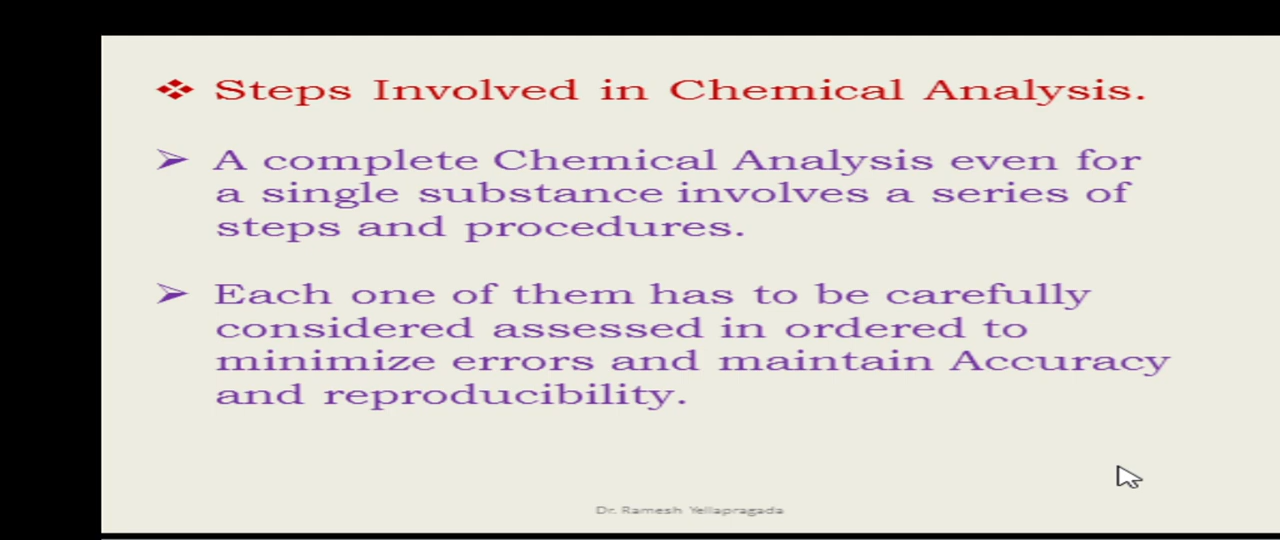 Steps Involved in Chemical Analysis.
A complete Chemical Analysis even for
a single substance involves a series of
steps and procedures.
Each one of them has to be carefully
considered assessed in ordered to
minimize errors and maintain Accuracy
and reproducibility.
Dr. Ramesh Yellapragada